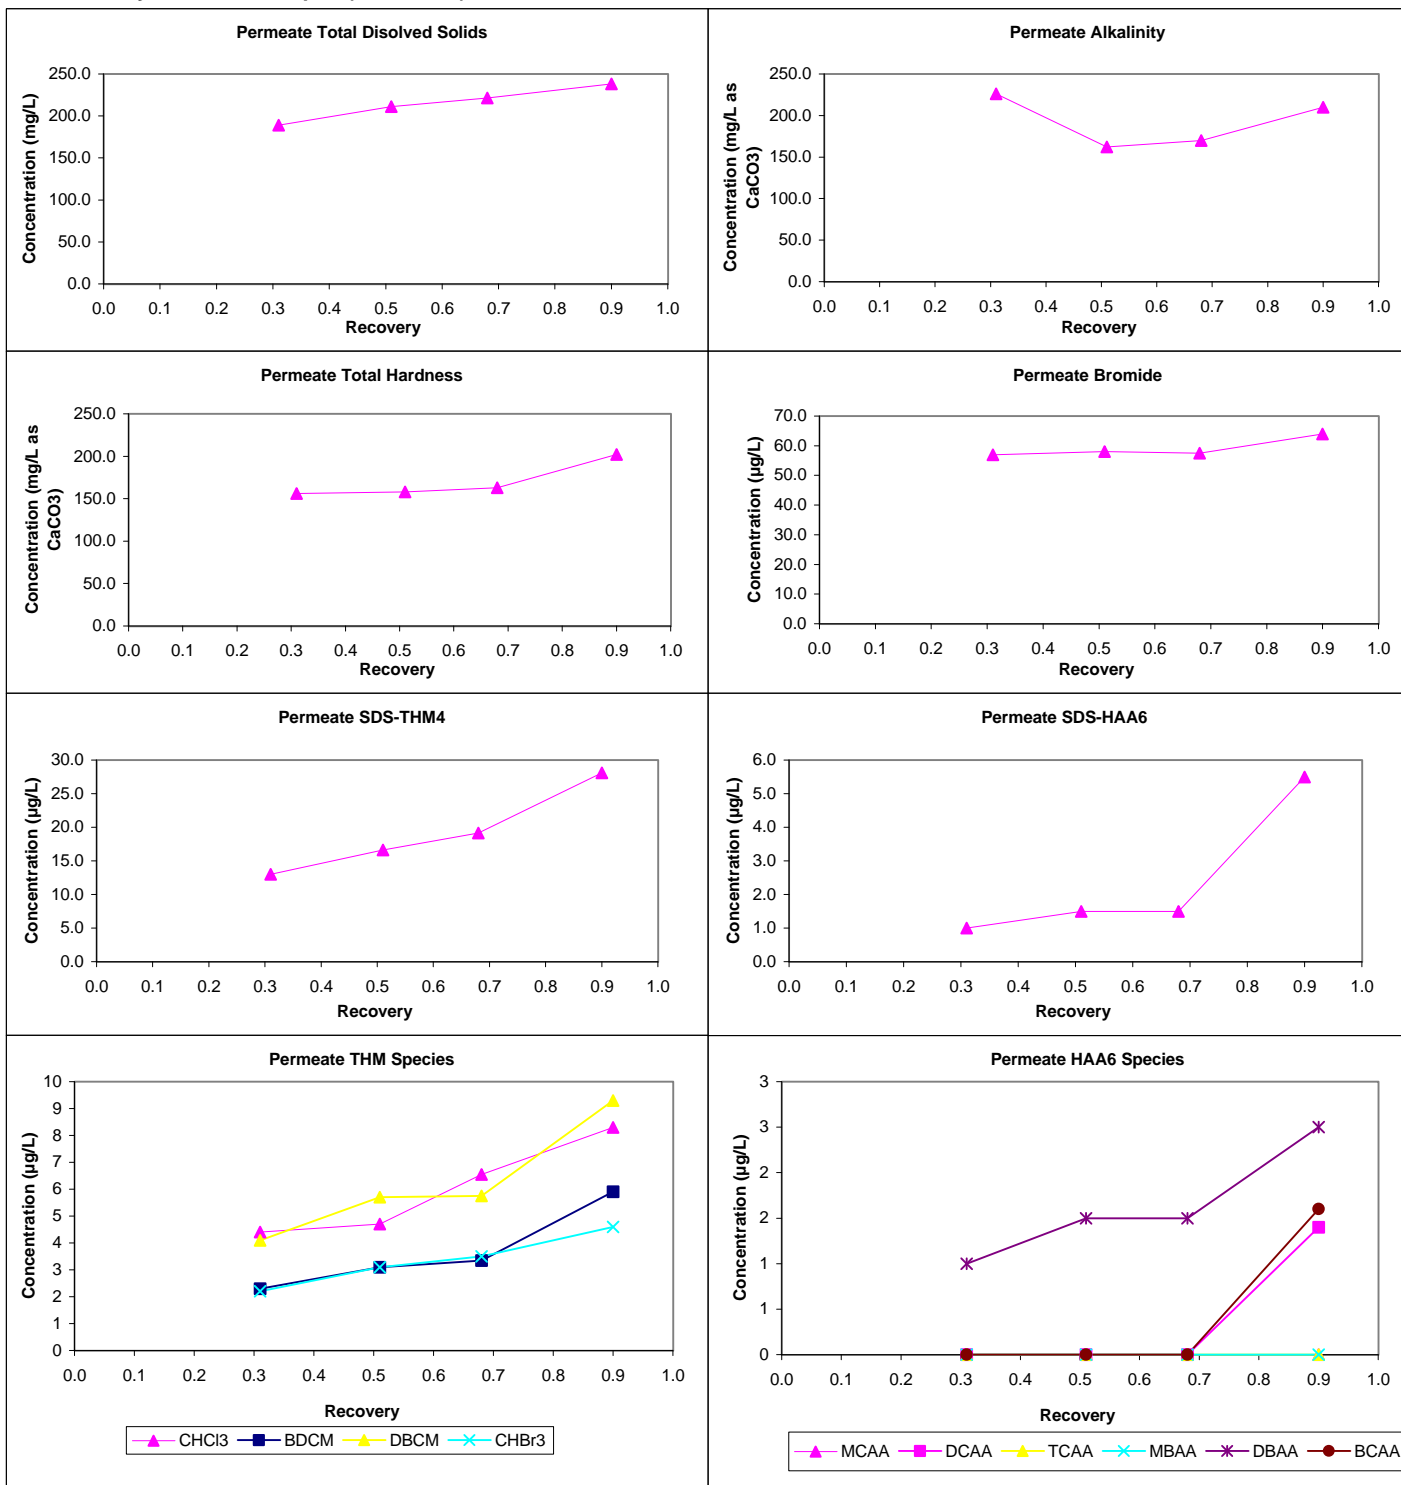 Permeate Total Disolved Solids
Concentration (mg/L)
250.0
200.0
150.0
100.0
50.0
0.0
0.0 0.1 0.2 0.3 0.4 0.5 0.6 0.7 0.8 0.9 1.0
Recovery
Permeate Alkalinity
Concentration (mg/L as
CaCO3)
250.0
200.0
150.0
100.0
50.0
0.0
0.0 0.1 0.2 0.3 0.4 0.5 0.6 0.7 0.8 0.9 1.0
Recovery
Permeate Total Hardness
Concentration (mg/L as
CaCO3)
250.0
200.0
150.0
100.0
50.0
0.0
0.0 0.1 0.2 0.3 0.4 0.5 0.6 0.7 0.8 0.9 1.0
Recovery
Permeate Bromide
Concentration (µg/L)
70.0
60.0
50.0
40.0
30.0
20.0
10.0
0.0
0.0 0.1 0.2 0.3 0.4 0.5 0.6 0.7 0.8 0.9 1.0
Recovery
Permeate SDS-THM4
Concentration (µg/L)
30.0
25.0
20.0
15.0
10.0
5.0
0.0
0.0 0.1 0.2 0.3 0.4 0.5 0.6 0.7 0.8 0.9 1.0
Recovery
Permeate SDS-HAA6
Concentration (µg/L)
6.0
5.0
4.0
3.0
2.0
1.0
0.0
0.0 0.1 0.2 0.3 0.4 0.5 0.6 0.7 0.8 0.9 1.0
Recovery
Permeate THM Species
Concentration (µg/L)
10
9
8
7
6
5
4
3
2
1
0
0.0 0.1 0.2 0.3 0.4 0.5 0.6 0.7 0.8 0.9 1.0
Recovery
CHCl3 BDCM DBCM CHBr3
Permeate HAA6 Species
Concentration (µg/L)
3
3
2
2
1
1
0
0.0 0.1 0.2 0.3 0.4 0.5 0.6 0.7 0.8 0.9 1.0
Recovery
MCAA DCAA TCAA MBAA DBAA BCAA